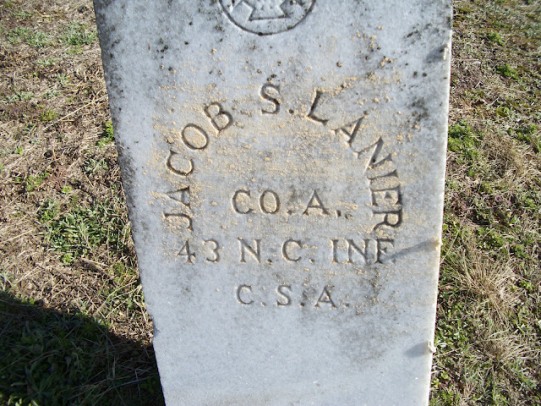 JACOB S. LANIER
CO. A.
43 N.C. INF.
C.S.A.